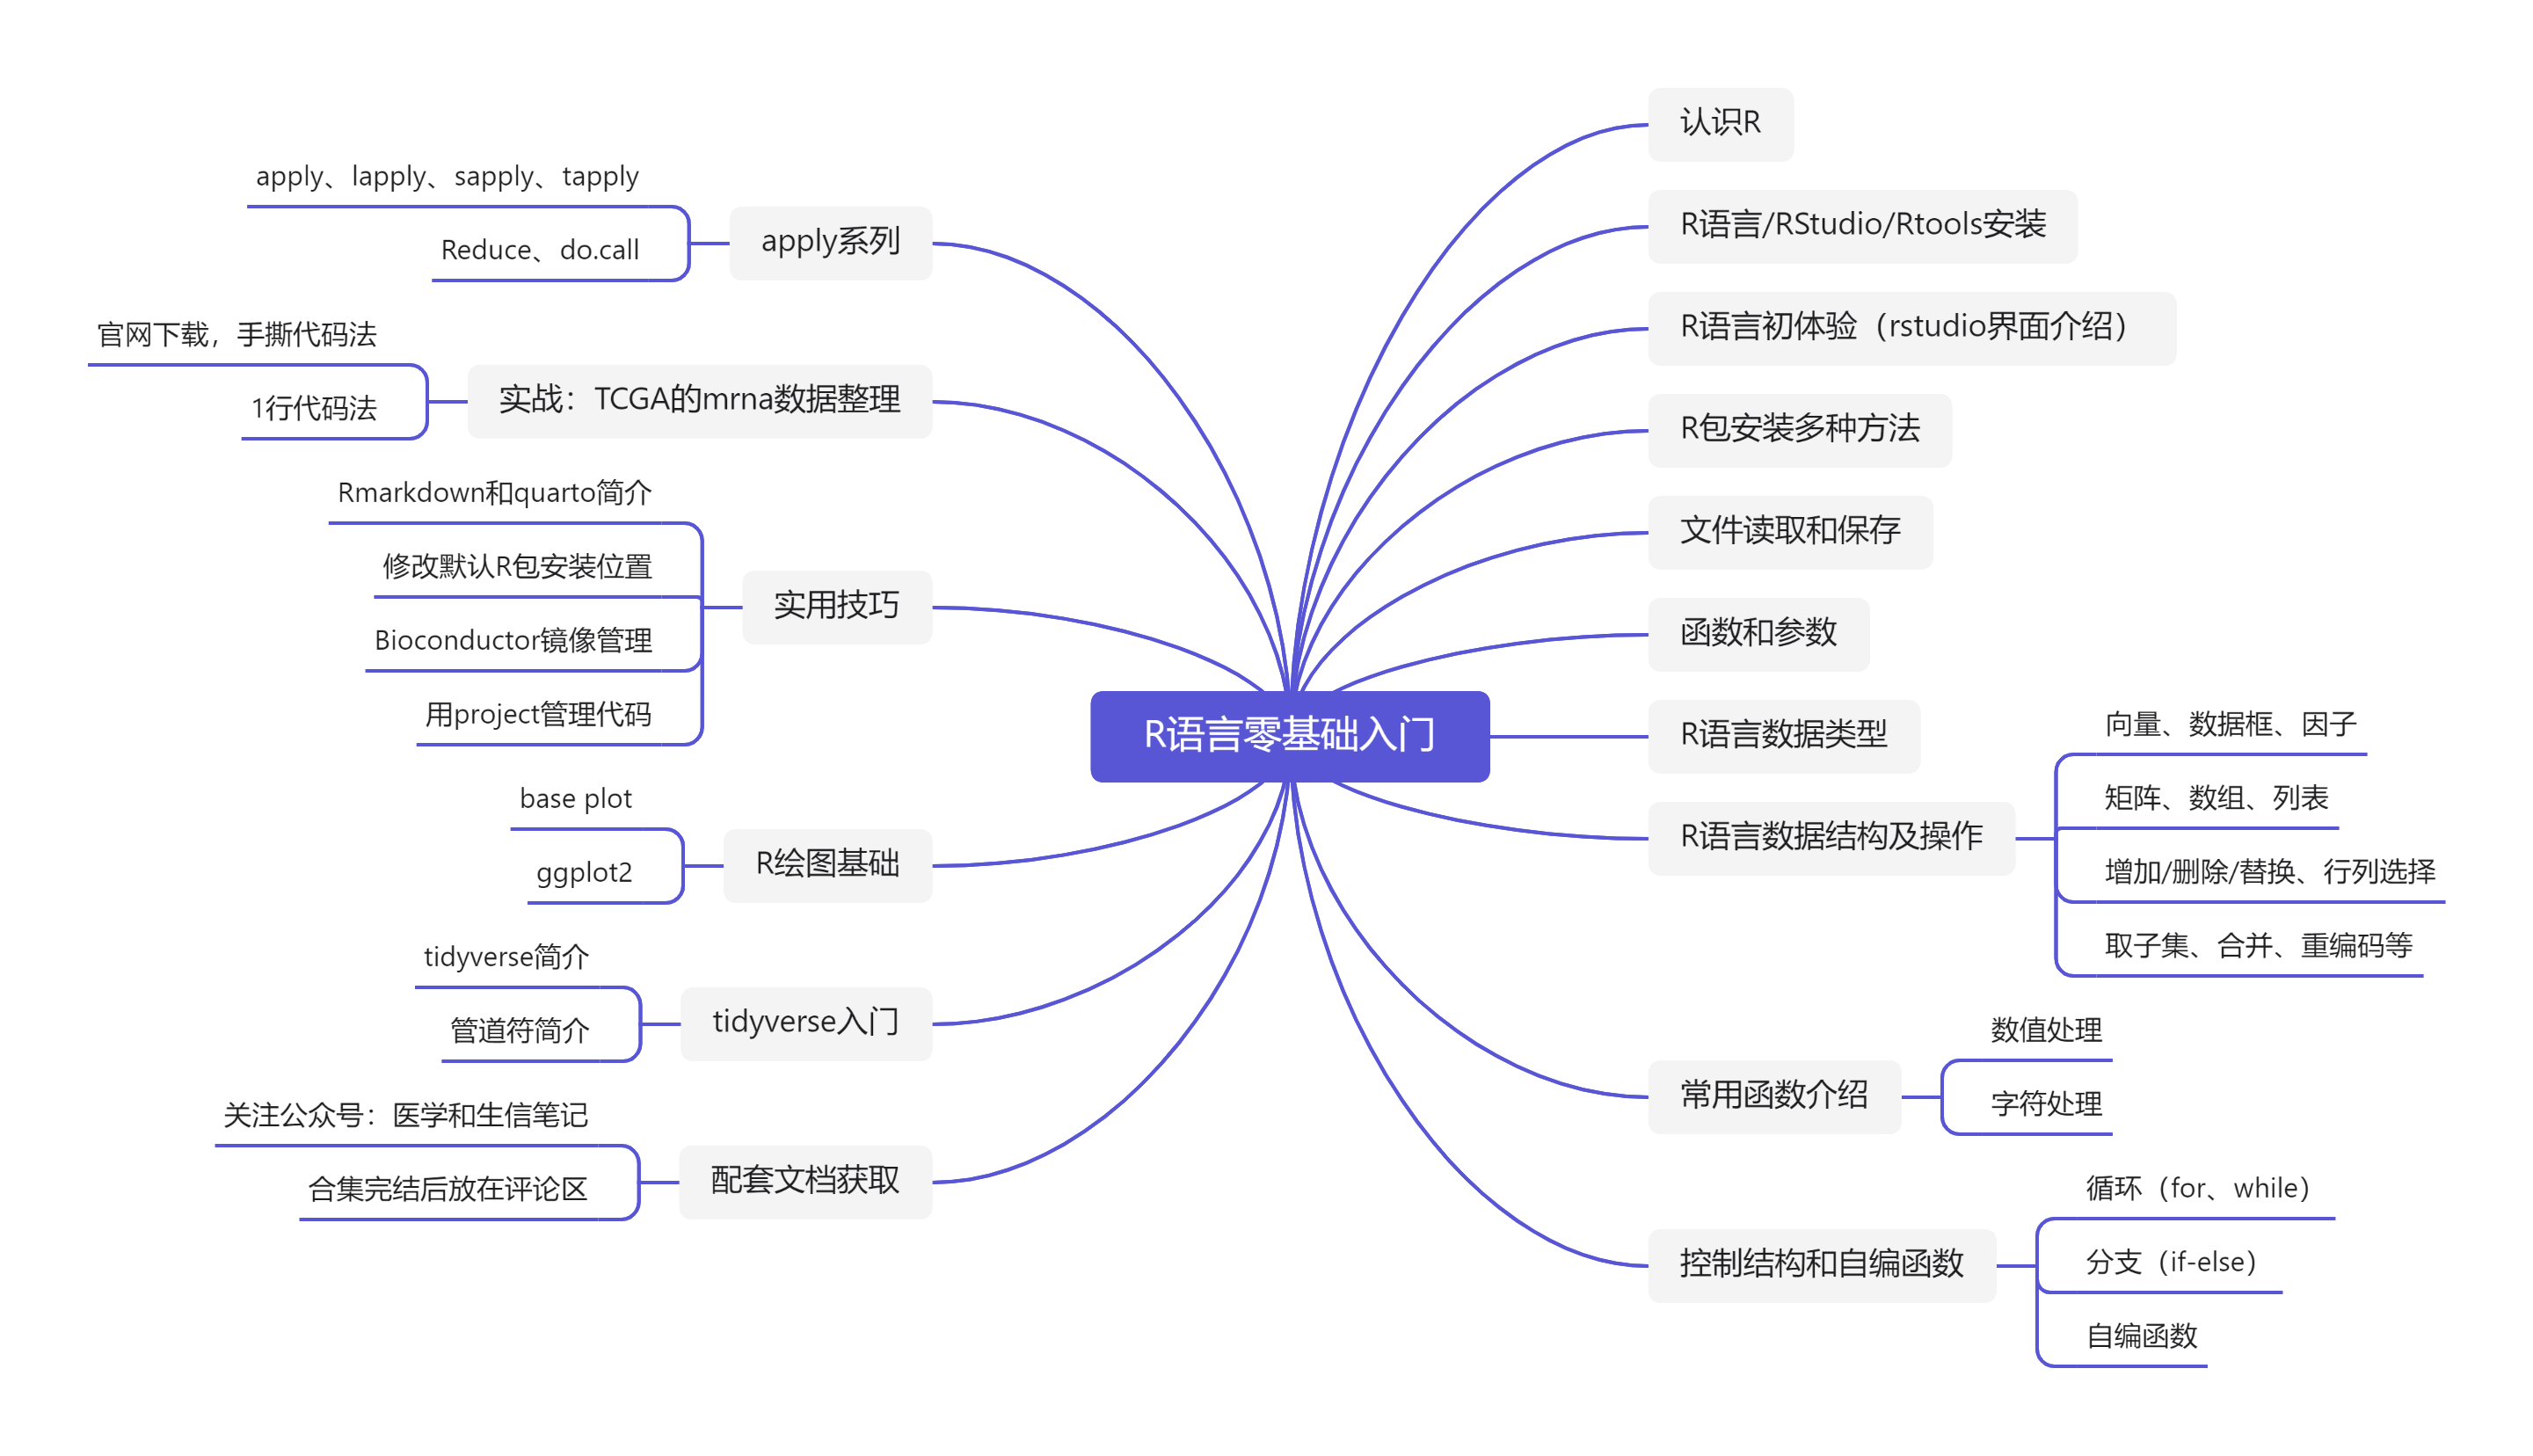 R语言零基础入门
认识R
R语言/RStudio/Rtools安装
R语言初体验（rstudio界面介绍）
R包安装多种方法
文件读取和保存
函数和参数
R语言数据类型
R语言数据结构及操作
向量、数据框、因子
矩阵、数组、列表
增加/删除/替换、行列选择
取子集、合并、重编码等
常用函数介绍
数值处理
字符处理
控制结构和自编函数
循环（for、while）
分支（if-else）
自编函数
apply系列
apply、lapply、sapply、tapply
Reduce、do.call
实战：TCGA的mrna数据整理
官网下载，手撕代码法
1行代码法
实用技巧
Rmarkdown和quarto简介
修改默认R包安装位置
Bioconductor镜像管理
用project管理代码
R绘图基础
base plot
ggplot2
tidyverse入门
tidyverse简介
管道符简介
配套文档获取
关注公众号：医学和生信笔记
合集完结后放在评论区